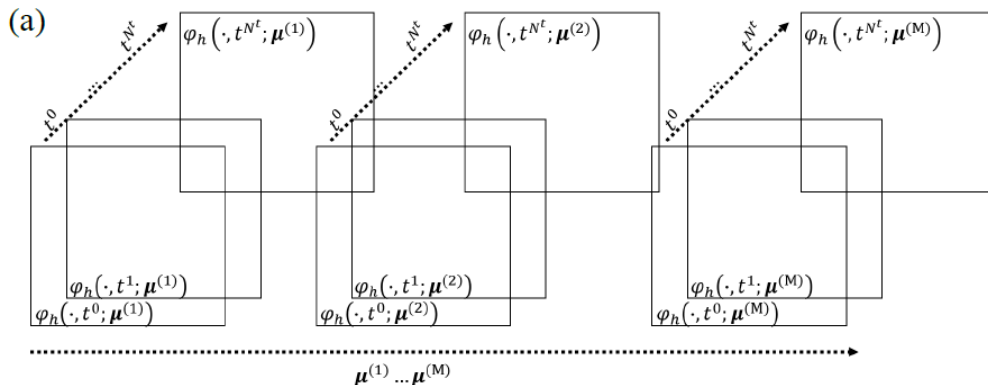 (a)
t^{N^t} φ_h(·, t^{N^t}; μ^{(1)}) t^{N^t} φ_h(·, t^{N^t}; μ^{(2)}) t^{N^t} φ_h(·, t^{N^t}; μ^{(M)})
... ... ...
t^0 t^0 t^0
φ_h(·, t^1; μ^{(1)}) φ_h(·, t^1; μ^{(2)}) φ_h(·, t^1; μ^{(M)})
φ_h(·, t^0; μ^{(1)}) φ_h(·, t^0; μ^{(2)}) φ_h(·, t^0; μ^{(M)})
μ^{(1)} ... μ^{(M)}